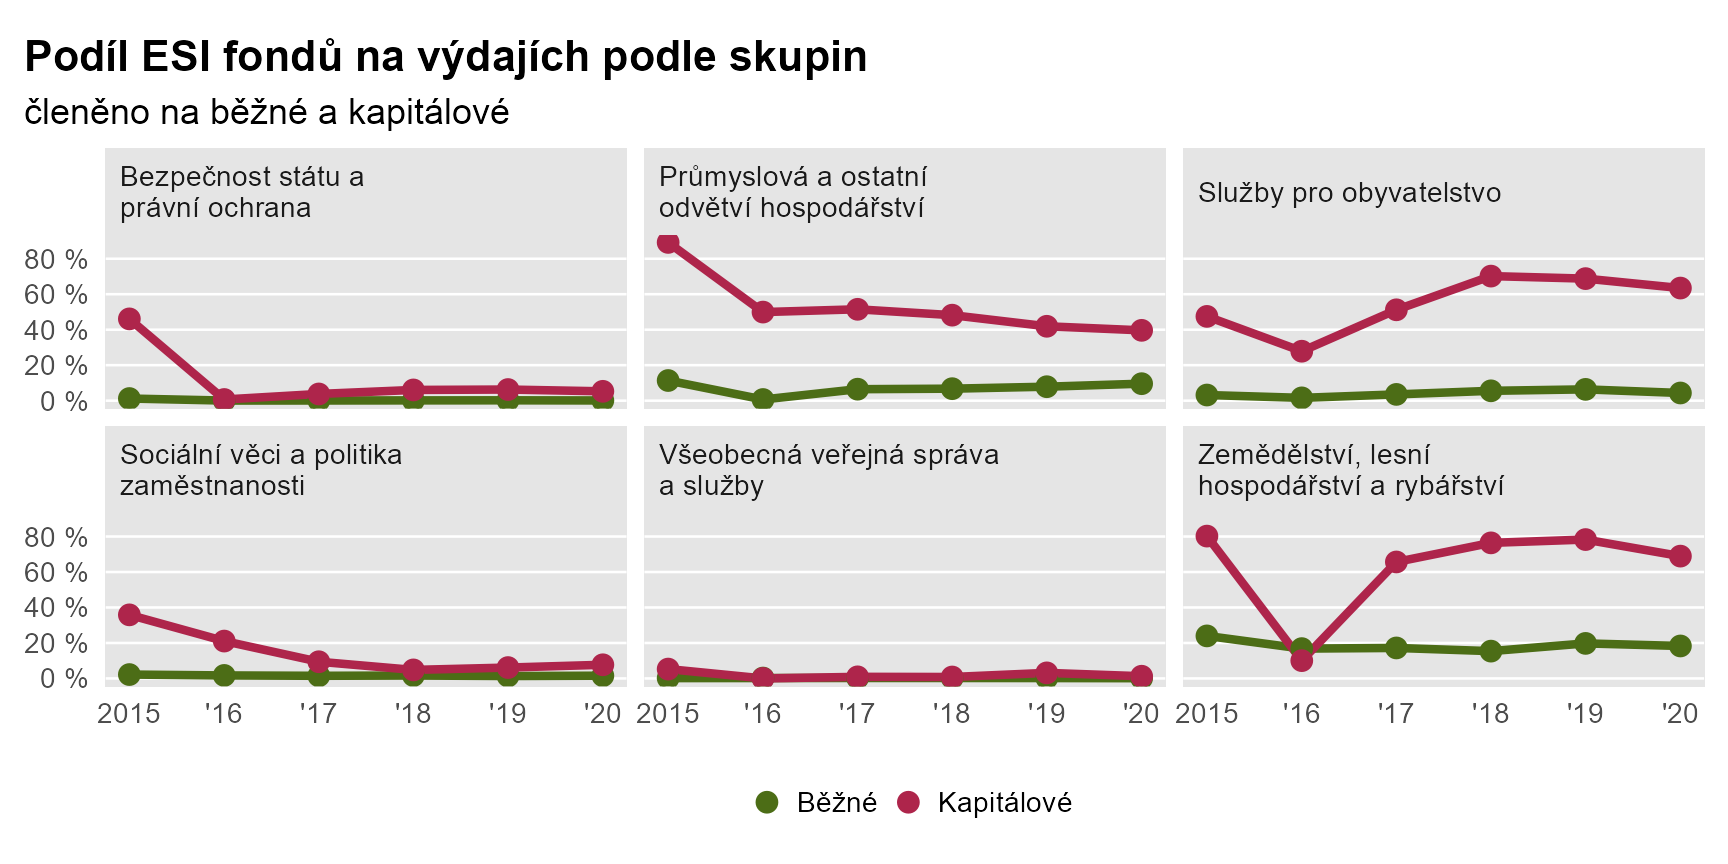 Podíl ESI fondů na výdajích podle skupin
členěno na běžné a kapitálové
Bezpečnost státu a
právní ochrana
Průmyslová a ostatní
odvětví hospodářství
Služby pro obyvatelstvo
80 %
60 %
40 %
20 %
0 %
Sociální věci a politika
zaměstnanosti
Všeobecná veřejná správa
a služby
Zemědělství, lesní
hospodářství a rybářství
80 %
60 %
40 %
20 %
0 %
2015 '16 '17 '18 '19 '20 2015 '16 '17 '18 '19 '20 2015 '16 '17 '18 '19 '20
Běžné Kapitálové